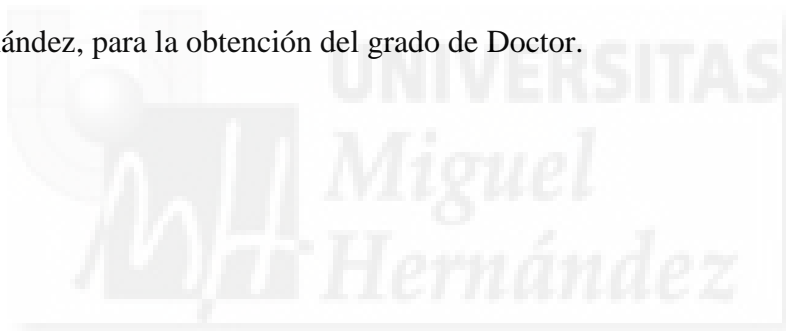 ández, para la obtención del grado de Doctor.
UNIVERSITAS
Miguel
Hernández